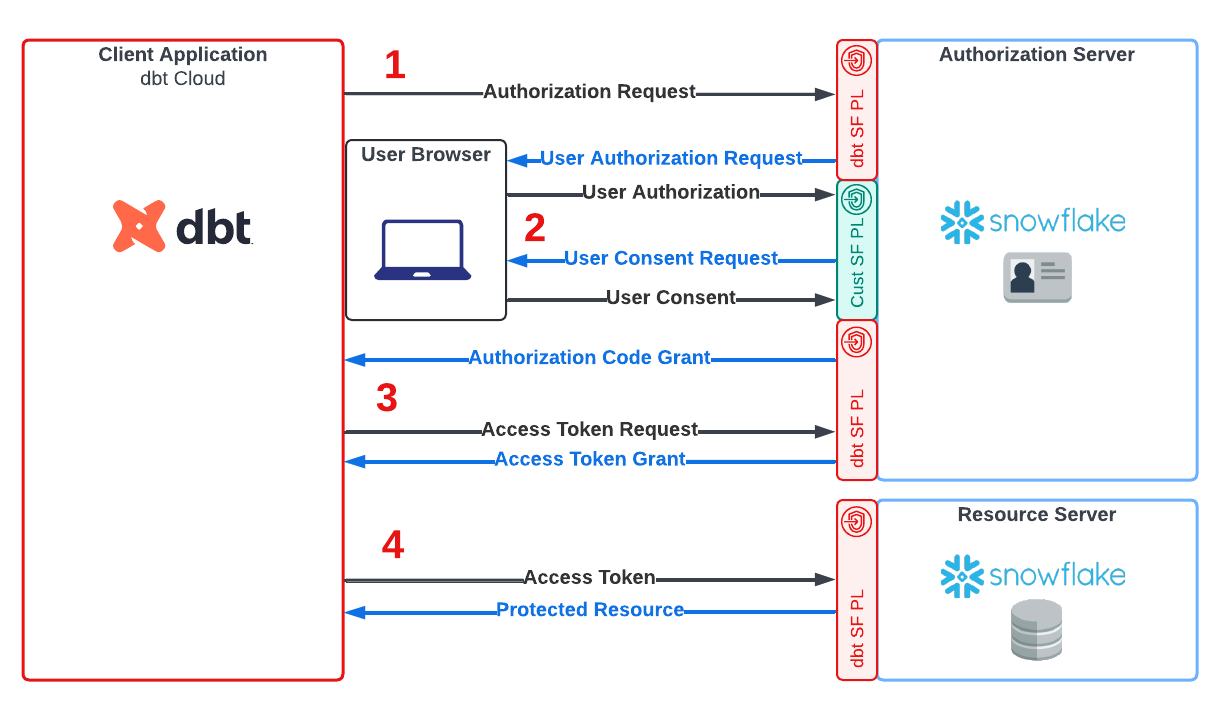 Client Application
dbt Cloud
dbt
1
Authorization Request
dbt SF PL
Authorization Server
snowflake
User Browser
User Authorization Request
User Authorization
2
User Consent Request
User Consent
Cust SF PL
Authorization Code Grant
3
Access Token Request
Access Token Grant
dbt SF PL
4
Access Token
Protected Resource
dbt SF PL
Resource Server
snowflake